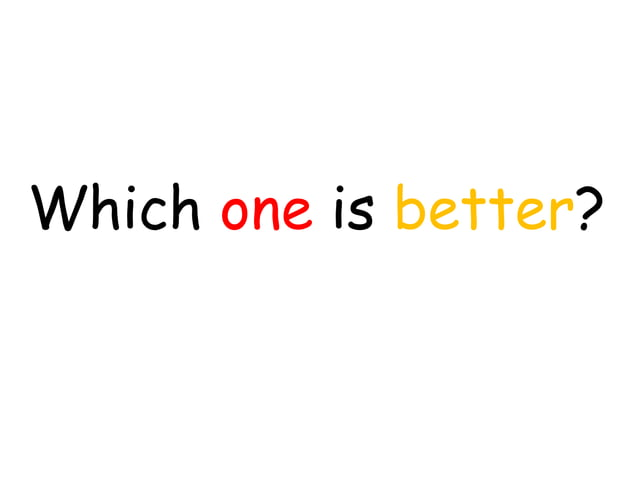 Which one is better?